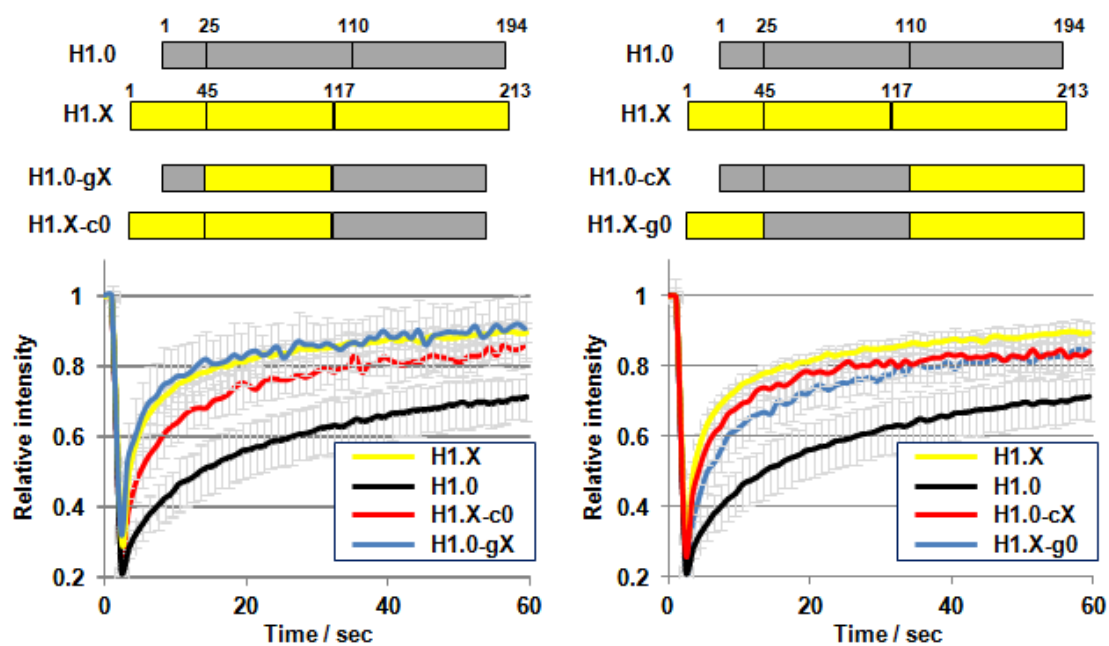 1 25 110 194
H1.0
1 45 117 213
H1.X
H1.0-gX
H1.X-c0
Relative intensity
1
0.8
0.6
0.4
0.2
H1.X
H1.0
H1.X-c0
H1.0-gX
0 20 40 60
Time / sec
1 25 110 194
H1.0
1 45 117 213
H1.X
H1.0-cX
H1.X-g0
Relative intensity
1
0.8
0.6
0.4
0.2
H1.X
H1.0
H1.0-cX
H1.X-g0
0 20 40 60
Time / sec